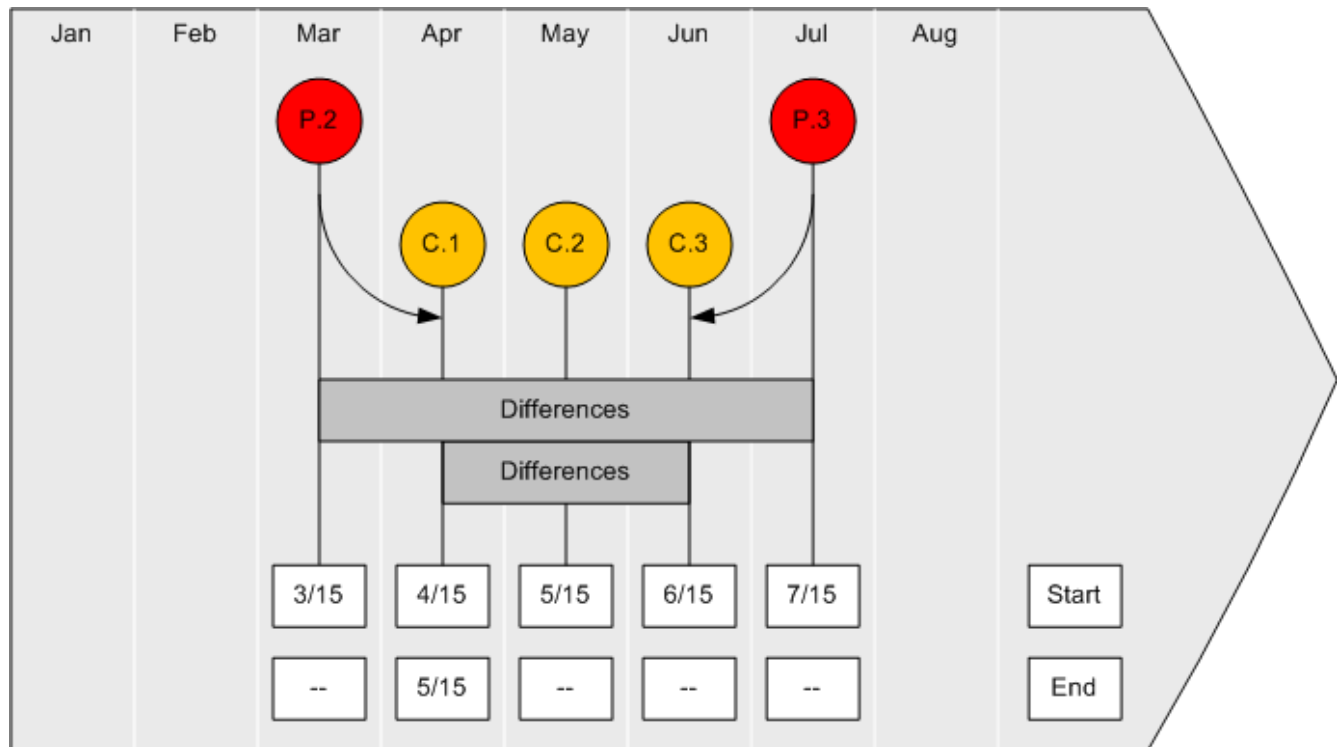 Jan Feb Mar Apr May Jun Jul Aug
P.2 P.3
C.1 C.2 C.3
Differences
Differences
3/15 4/15 5/15 6/15 7/15 Start
-- 5/15 -- -- -- End